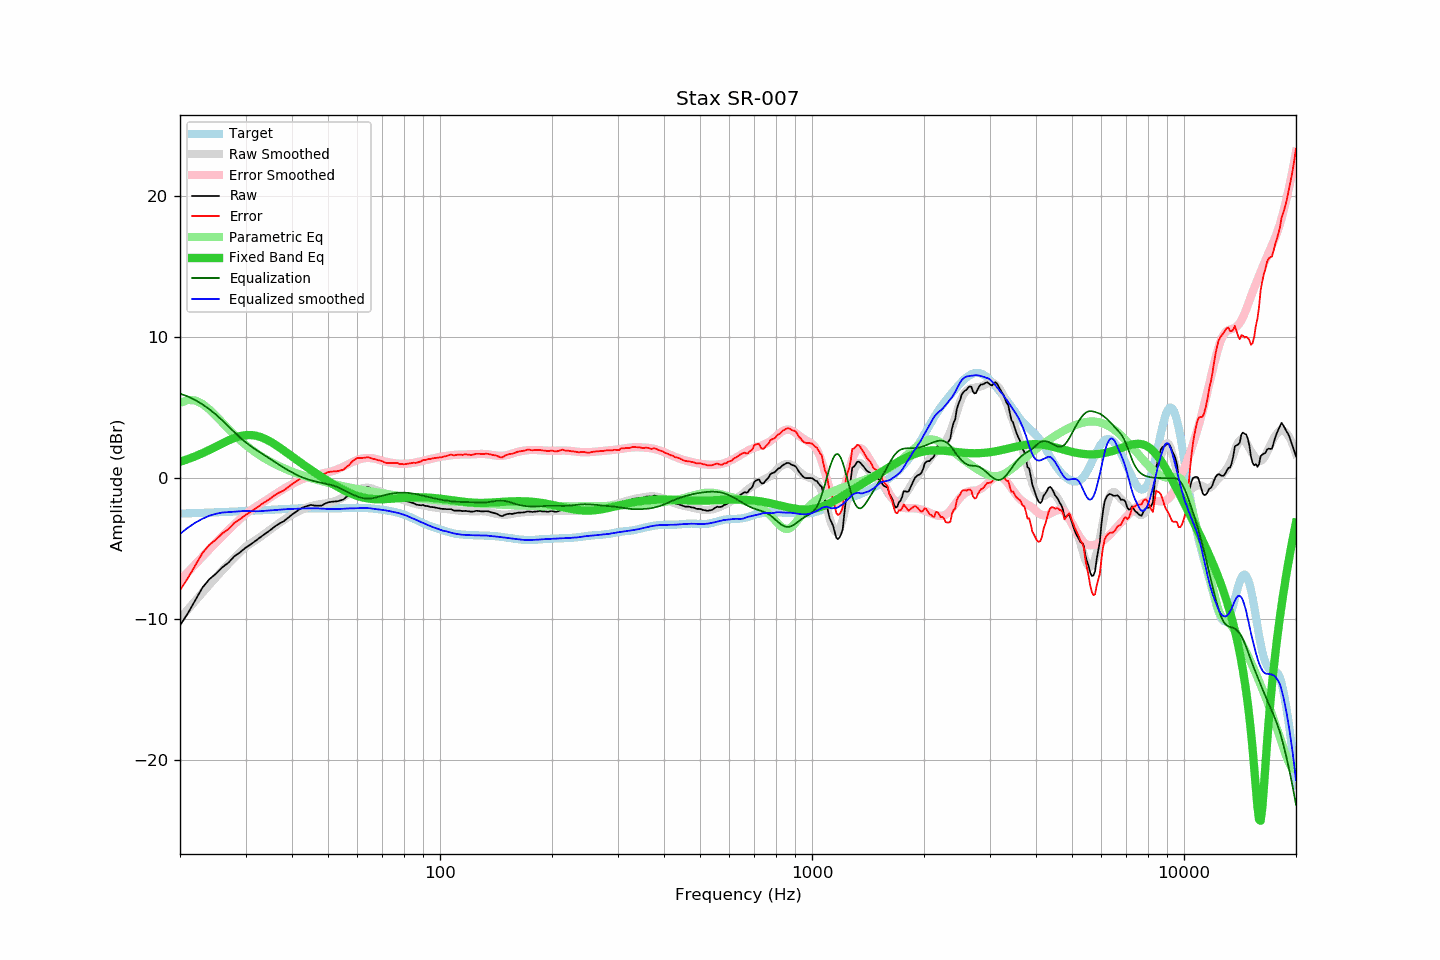 Stax SR-007
Target
Raw Smoothed
Error Smoothed
Raw
Error
Parametric Eq
Fixed Band Eq
Equalization
Equalized smoothed
Amplitude (dBr)
20
10
0
−10
−20
100
1000
10000
Frequency (Hz)